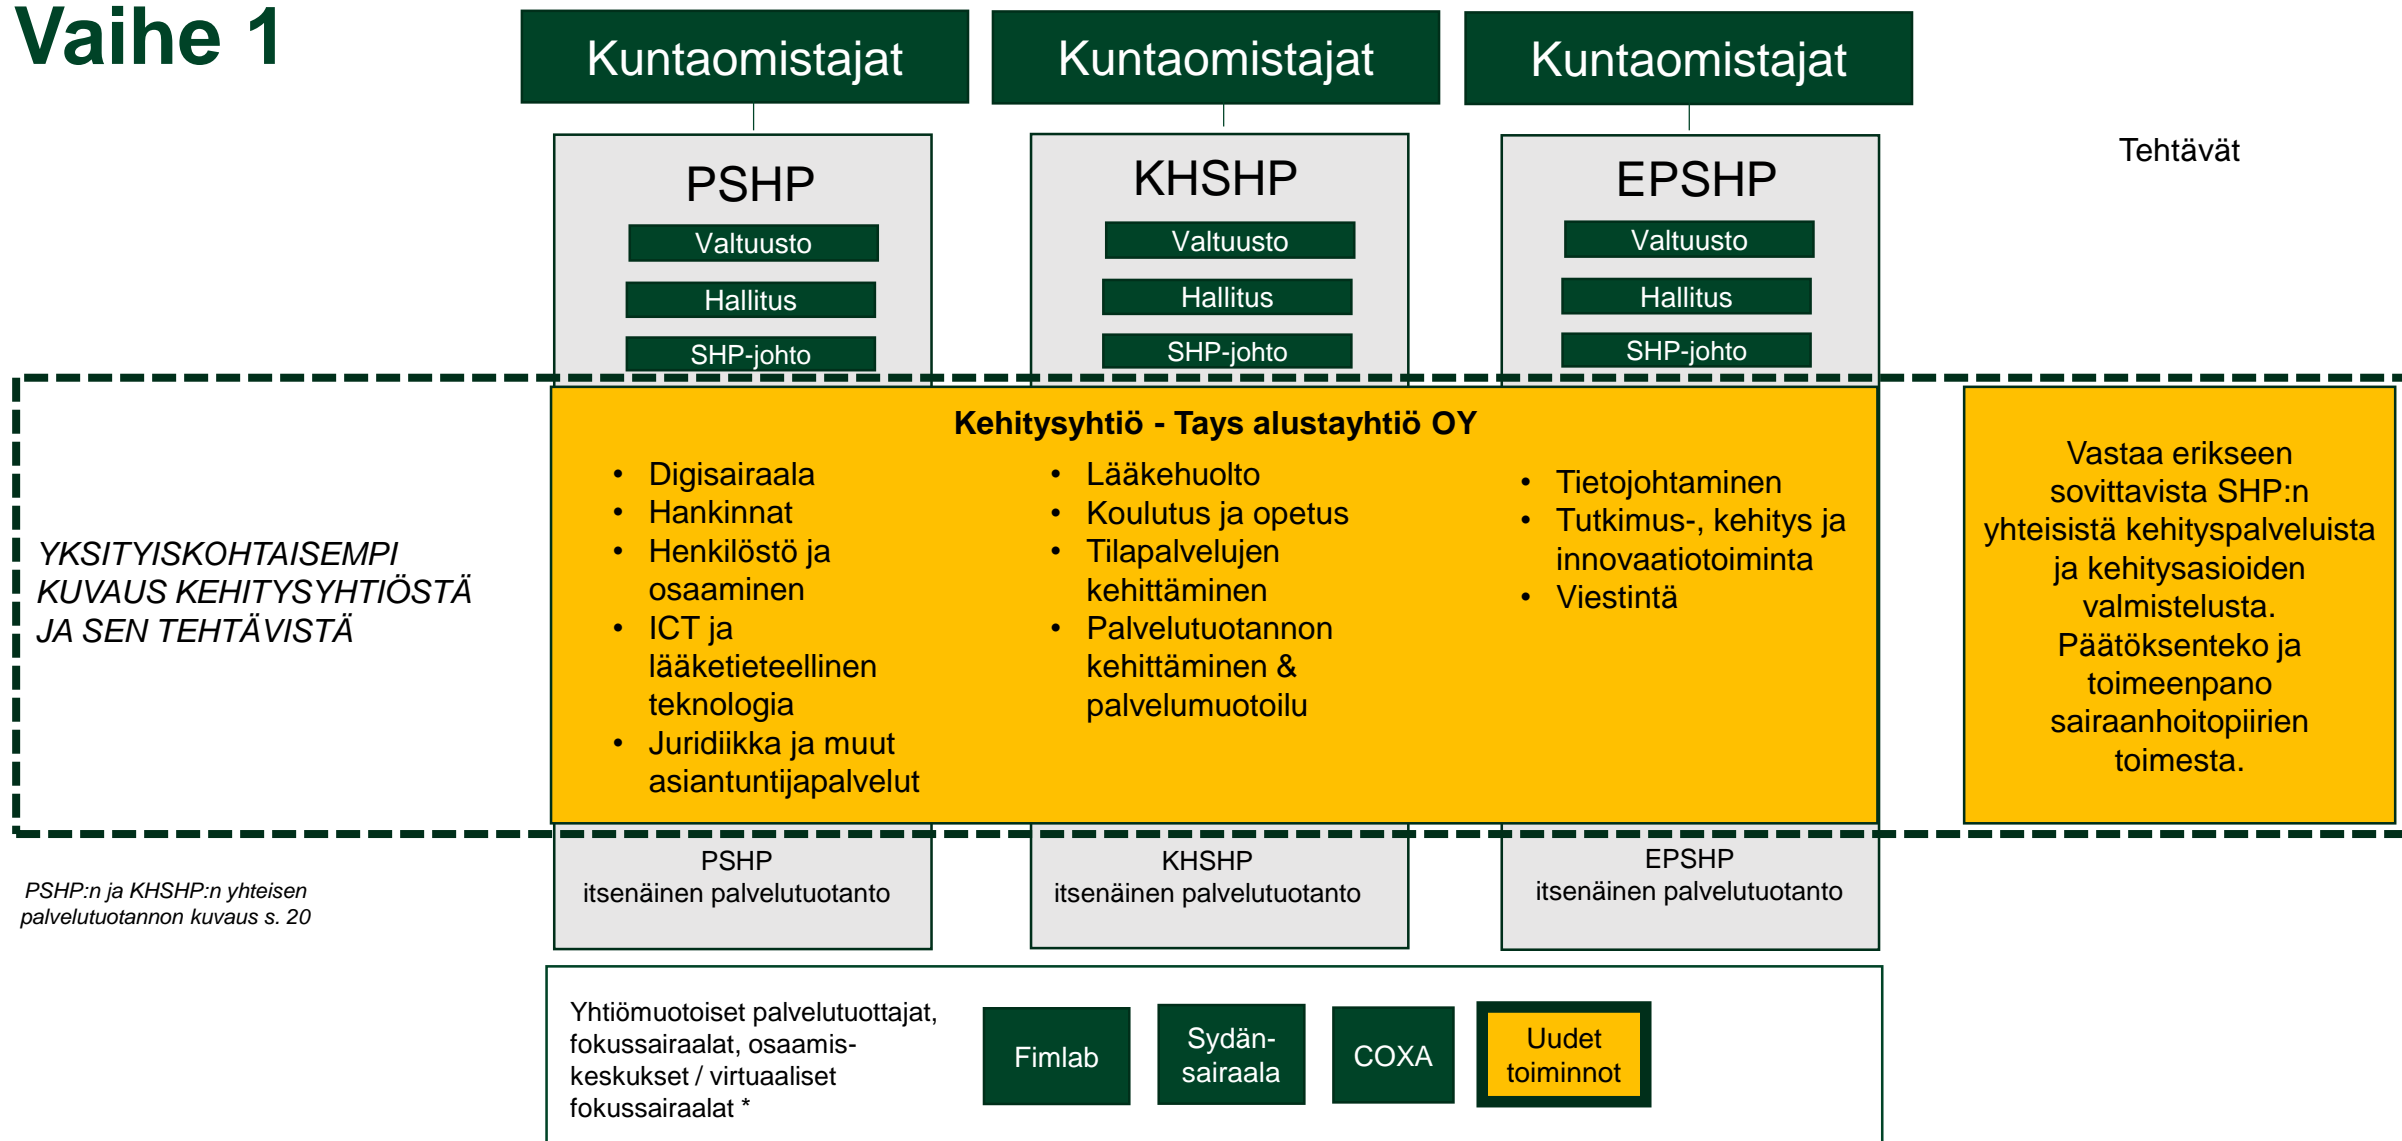 Vaihe 1
Kuntaomistajat
Kuntaomistajat
Kuntaomistajat
Tehtävät
PSHP
Valtuusto
Hallitus
SHP-johto
KHSHP
Valtuusto
Hallitus
SHP-johto
EPSHP
Valtuusto
Hallitus
SHP-johto
YKSITYISKOHTAISEMPI
KUVAUS KEHITYSYHTIÖSTÄ
JA SEN TEHTÄVISTÄ
Kehitysyhtiö - Tays alustayhtiö OY
• Digisairaala
• Hankinnat
• Henkilöstö ja
osaaminen
• ICT ja
lääketieteellinen
teknologia
• Juridiikka ja muut
asiantuntijapalvelut
• Lääkehuolto
• Koulutus ja opetus
• Tilapalvelujen
kehittäminen
• Palvelutuotannon
kehittäminen &
palvelumuotoilu
• Tietojohtaminen
• Tutkimus-, kehitys ja
innovaatiotoiminta
• Viestintä
Vastaa erikseen
sovittavista SHP:n
yhteisistä kehityspalveluista
ja kehitysasioiden
valmistelusta.
Päätöksenteko ja
toimeenpano
sairaanhoitopiirien
toimesta.
PSHP:n ja KHSHP:n yhteisen
palvelutuotannon kuvaus s. 20
PSHP
itsenäinen palvelutuotanto
KHSHP
itsenäinen palvelutuotanto
EPSHP
itsenäinen palvelutuotanto
Yhtiömuotoiset palvelutuottajat,
fokussairaalat, osaamis-
keskukset / virtuaaliset
fokussairaalat *
Fimlab
Sydän-
sairaala
COXA
Uudet
toiminnot